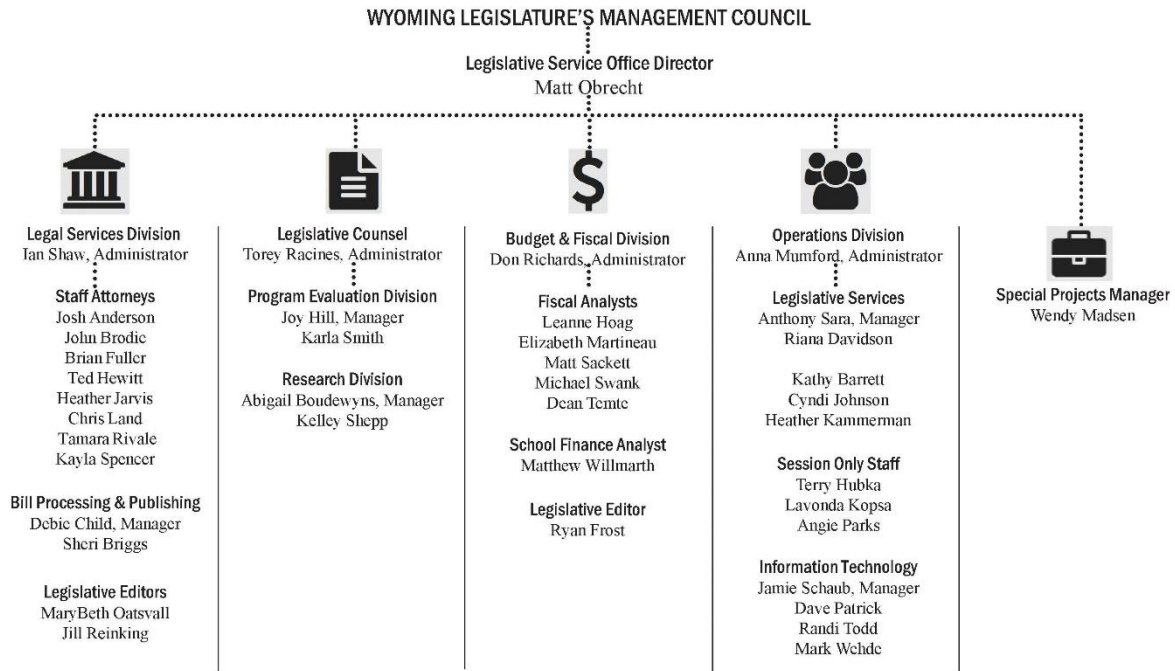 WYOMING LEGISLATURE'S MANAGEMENT COUNCIL
Legislative Service Office Director
Matt Obrecht
Legal Services Division
Ian Shaw, Administrator
Staff Attorneys
Josh Anderson
John Brodie
Brian Fuller
Ted Hewitt
Heather Jarvis
Chris Land
Tamara Rivale
Kayla Spencer
Bill Processing & Publishing
Debie Child, Manager
Sheri Briggs
Legislative Editors
MaryBeth Oatsvall
Jill Reinking
Legislative Counsel
Torey Racines, Administrator
Program Evaluation Division
Joy Hill, Manager
Karla Smith
Research Division
Abigail Boudewyns, Manager
Kelley Shepp
$
Budget & Fiscal Division
Don Richards, Administrator
Fiscal Analysts
Leanne Hoag
Elizabeth Martineau
Matt Sackett
Michael Swank
Dean Temte
School Finance Analyst
Matthew Willmarth
Legislative Editor
Ryan Frost
Operations Division
Anna Mumford, Administrator
Legislative Services
Anthony Sara, Manager
Riana Davidson
Kathy Barrett
Cyndi Johnson
Heather Kammerman
Session Only Staff
Terry Hubka
Lavonda Kopsa
Angie Parks
Information Technology
Jamie Schaub, Manager
Dave Patrick
Randi Todd
Mark Wehde
Special Projects Manager
Wendy Madsen